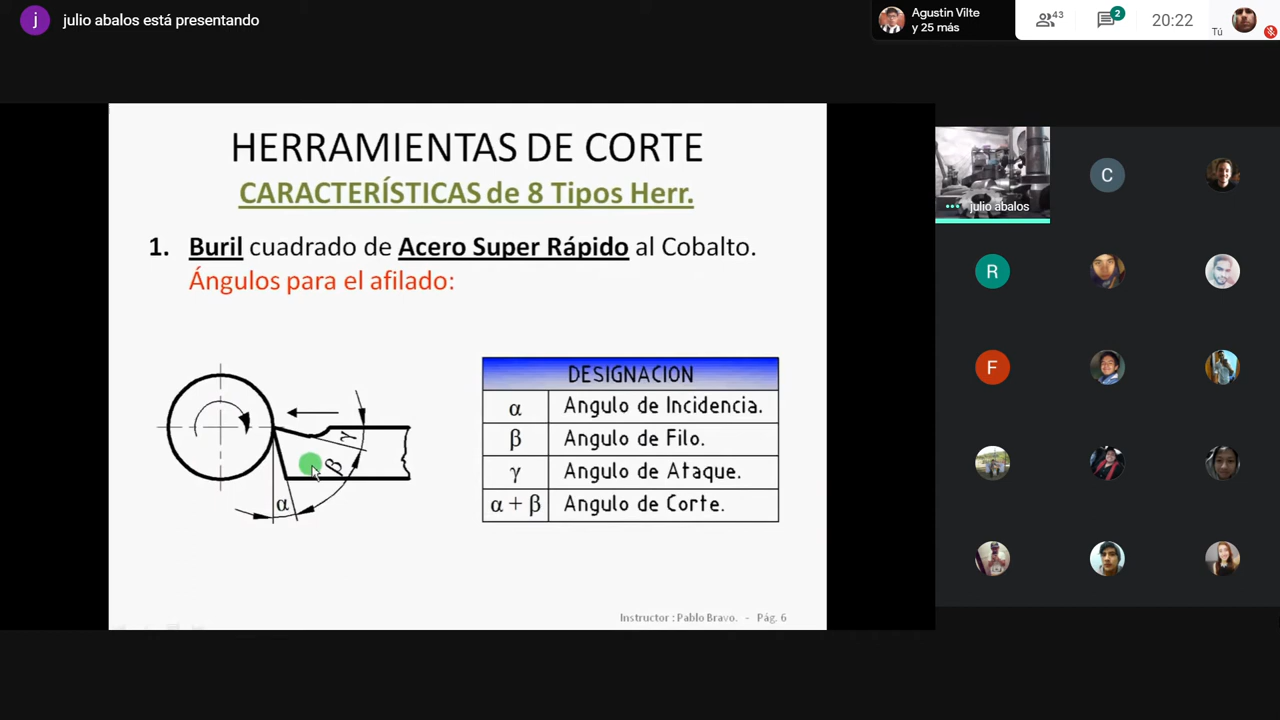 j
julio abalos está presentando
Agustin Vilte
y 25 más
43
2
20:22
Tú
HERRAMIENTAS DE CORTE
CARACTERÍSTICAS de 8 Tipos Herr.
1. Buril cuadrado de Acero Super Rápido al Cobalto.
Ángulos para el afilado:
γ
β
α
DESIGNACION
α Angulo de Incidencia.
β Angulo de Filo.
γ Angulo de Ataque.
α + β Angulo de Corte.
Instructor : Pablo Bravo. - Pág. 6
julio abalos
C
R
F